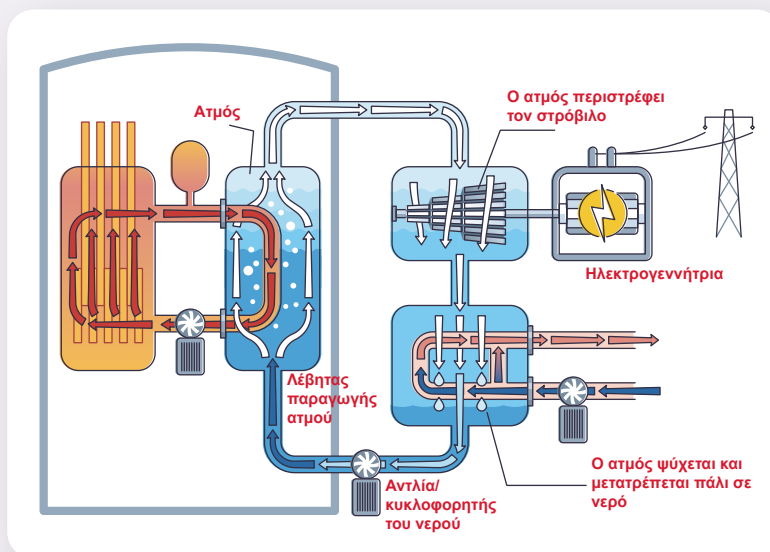 Ατμός
Ο ατμός περιστρέφει
τον στρόβιλο
Ηλεκτρογεννήτρια
Λέβητας
παραγωγής
ατμού
Αντλία/
κυκλοφορητής
του νερού
Ο ατμός ψύχεται και
μετατρέπεται πάλι σε
νερό